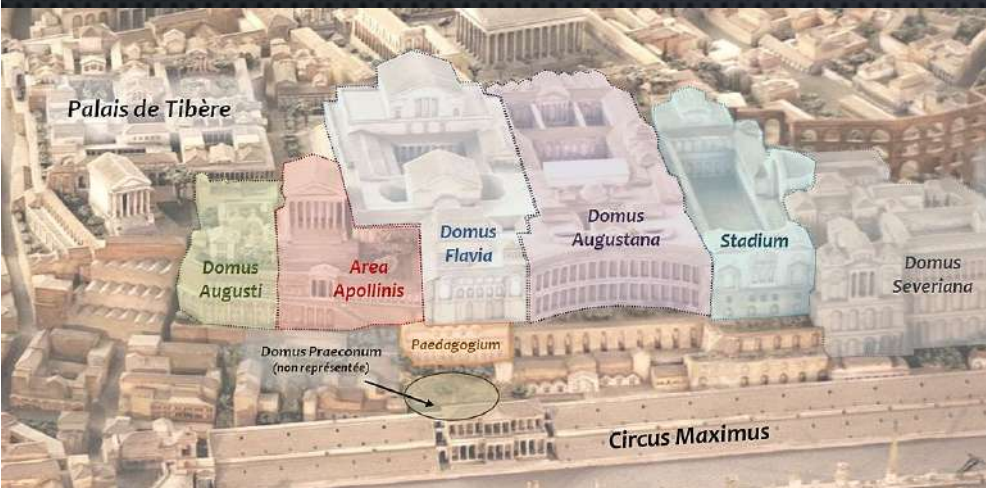 Palais de Tibère
Domus
Augusti
Area
Apollinis
Domus
Flavia
Domus
Augustana
Stadium
Domus
Severiana
Paedagogium
Domus Praeconum
(non représentée)
Circus Maximus